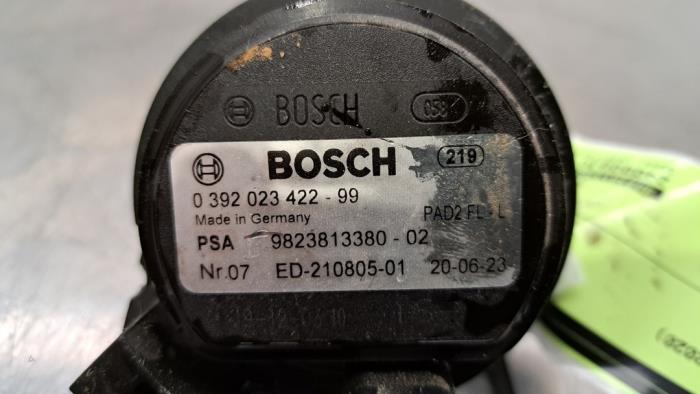 BOSCH 058
BOSCH 219
0 392 023 422 - 99
Made in Germany PAD2 FL - L
PSA 9823813380 - 02
Nr.07 ED-210805-01 20-06-23